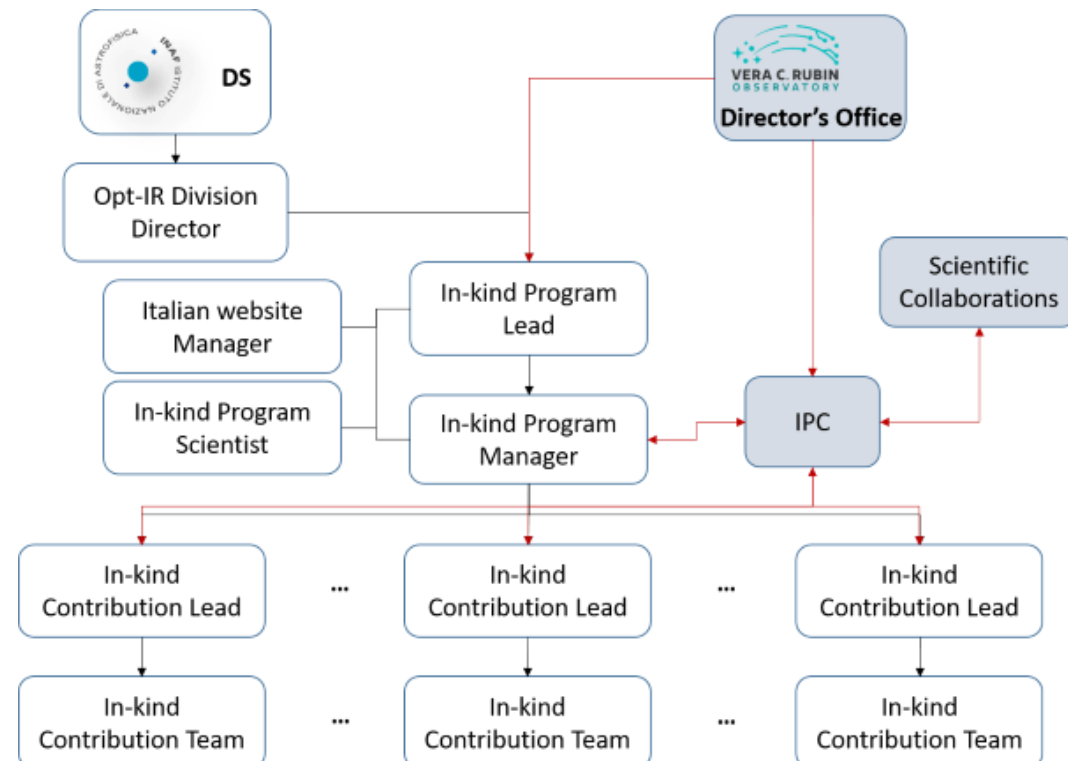 INAF ISTITUTO NAZIONALE DI ASTROFISICA
DS
VERA C. RUBIN
OBSERVATORY
Director's Office
Opt-IR Division
Director
Scientific
Collaborations
In-kind Program
Lead
Italian website
Manager
In-kind Program
Scientist
In-kind Program
Manager
IPC
In-kind
Contribution Lead
...
In-kind
Contribution Lead
...
In-kind
Contribution Lead
In-kind
Contribution Team
...
In-kind
Contribution Team
...
In-kind
Contribution Team